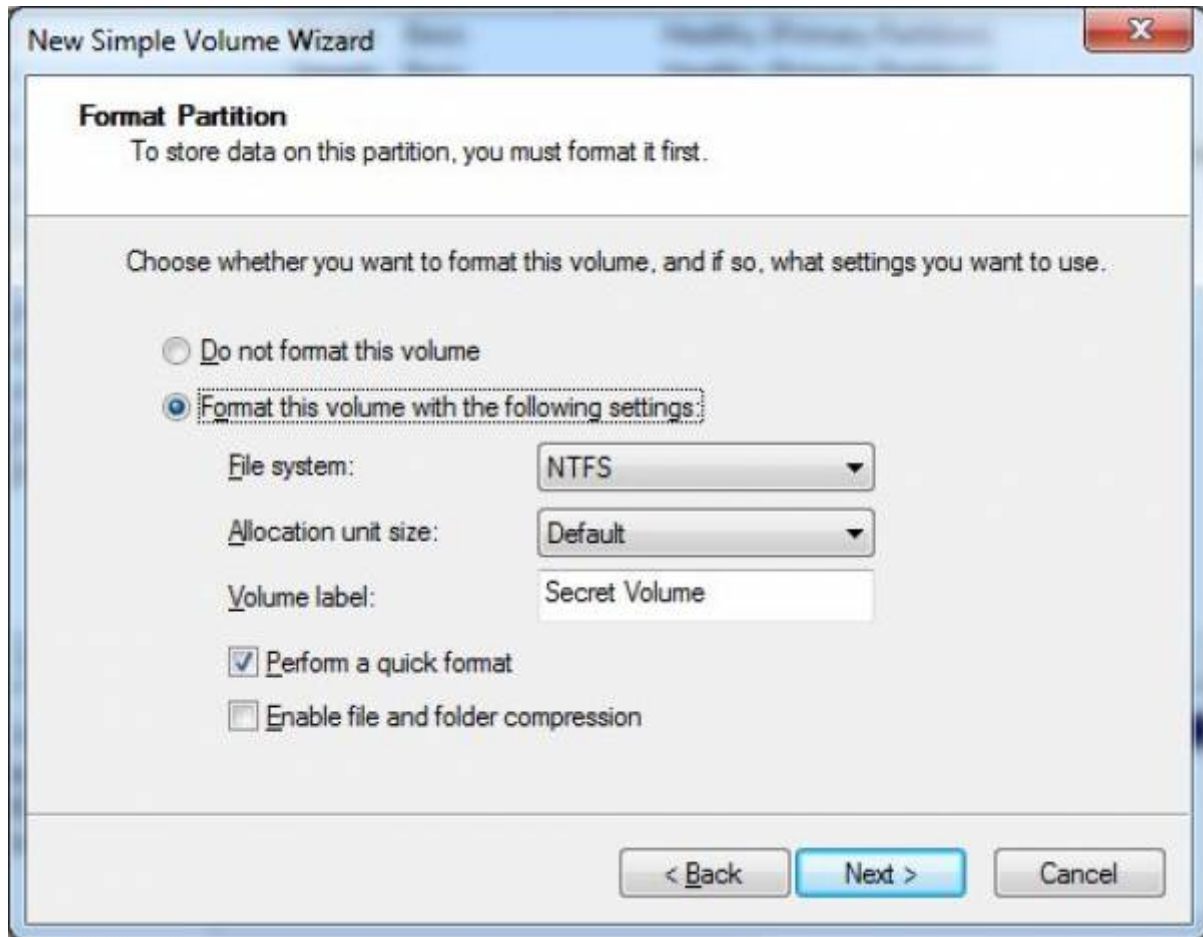 New Simple Volume Wizard
Format Partition
To store data on this partition, you must format it first.
Choose whether you want to format this volume, and if so, what settings you want to use.
Do not format this volume
Format this volume with the following settings:
File system: NTFS
Allocation unit size: Default
Volume label: Secret Volume
Perform a quick format
Enable file and folder compression
< Back Next > Cancel